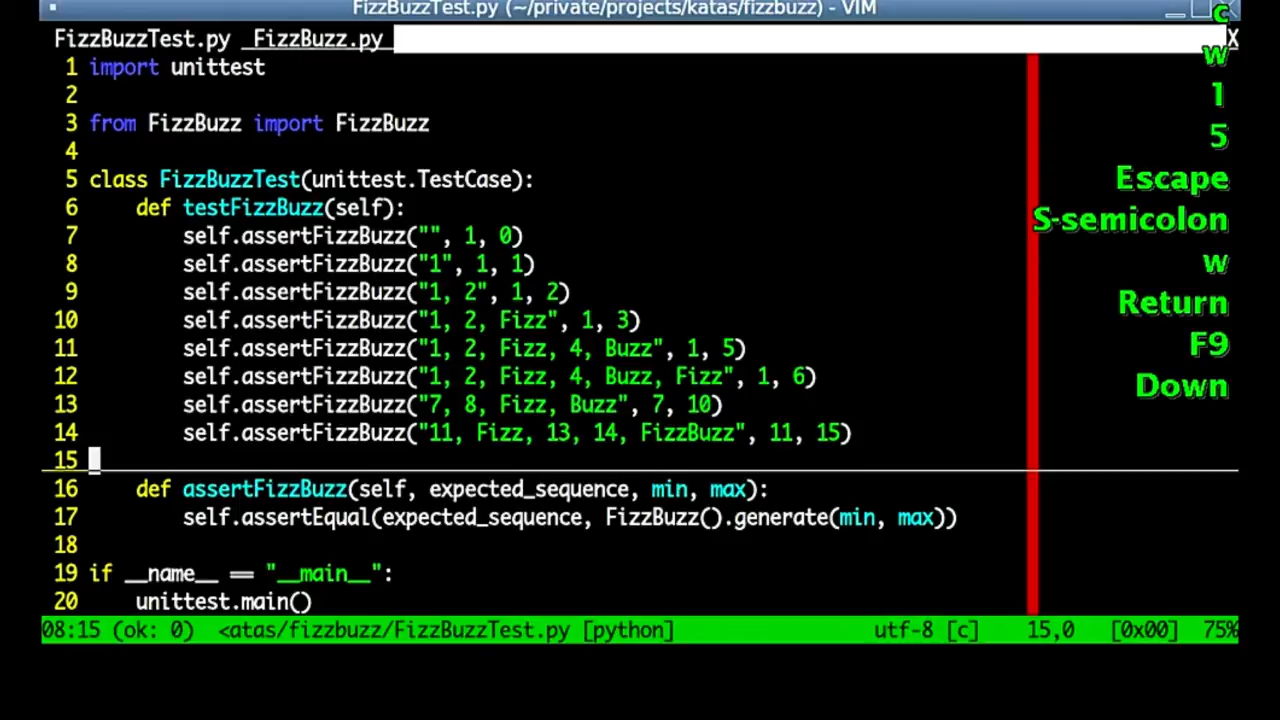 FizzBuzzTest.py (~/private/projects/katas/fizzbuzz) - VIM
FizzBuzzTest.py  FizzBuzz.py X
1 import unittest
2
3 from FizzBuzz import FizzBuzz
4
5 class FizzBuzzTest(unittest.TestCase):
6     def testFizzBuzz(self):
7         self.assertFizzBuzz("", 1, 0)
8         self.assertFizzBuzz("1", 1, 1)
9         self.assertFizzBuzz("1, 2", 1, 2)
10         self.assertFizzBuzz("1, 2, Fizz", 1, 3)
11         self.assertFizzBuzz("1, 2, Fizz, 4, Buzz", 1, 5)
12         self.assertFizzBuzz("1, 2, Fizz, 4, Buzz, Fizz", 1, 6)
13         self.assertFizzBuzz("7, 8, Fizz, Buzz", 7, 10)
14         self.assertFizzBuzz("11, Fizz, 13, 14, FizzBuzz", 11, 15)
15
16     def assertFizzBuzz(self, expected_sequence, min, max):
17         self.assertEqual(expected_sequence, FizzBuzz().generate(min, max))
18
19 if __name__ == "__main__":
20     unittest.main()
08:15 (ok: 0)  <atas/fizzbuzz/FizzBuzzTest.py [python] utf-8 [c] 15,0 [0x00] 75%
c
w
1
5
Escape
S-semicolon
w
Return
F9
Down